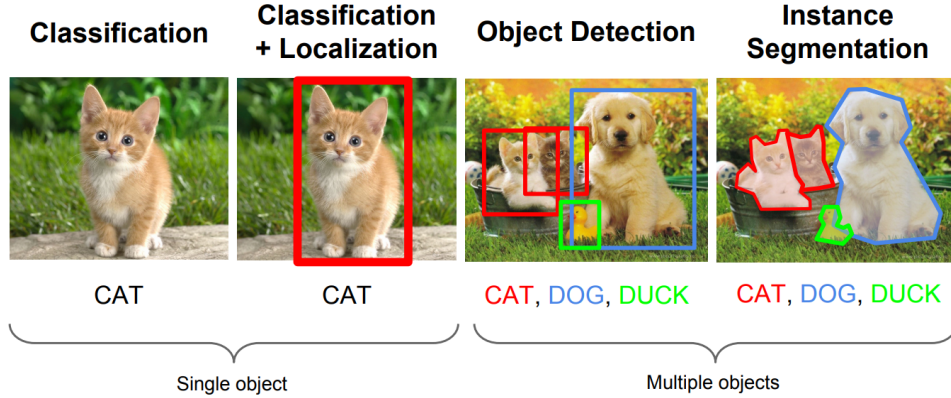 Classification
Classification
+ Localization
Object Detection
Instance
Segmentation
CAT
CAT
CAT, DOG, DUCK
CAT, DOG, DUCK
Single object
Multiple objects